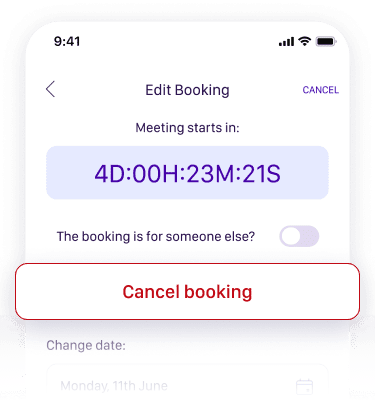 9:41
Edit Booking
CANCEL
Meeting starts in:
4D:00H:23M:21S
The booking is for someone else?
Cancel booking
Change date:
Monday, 11th June